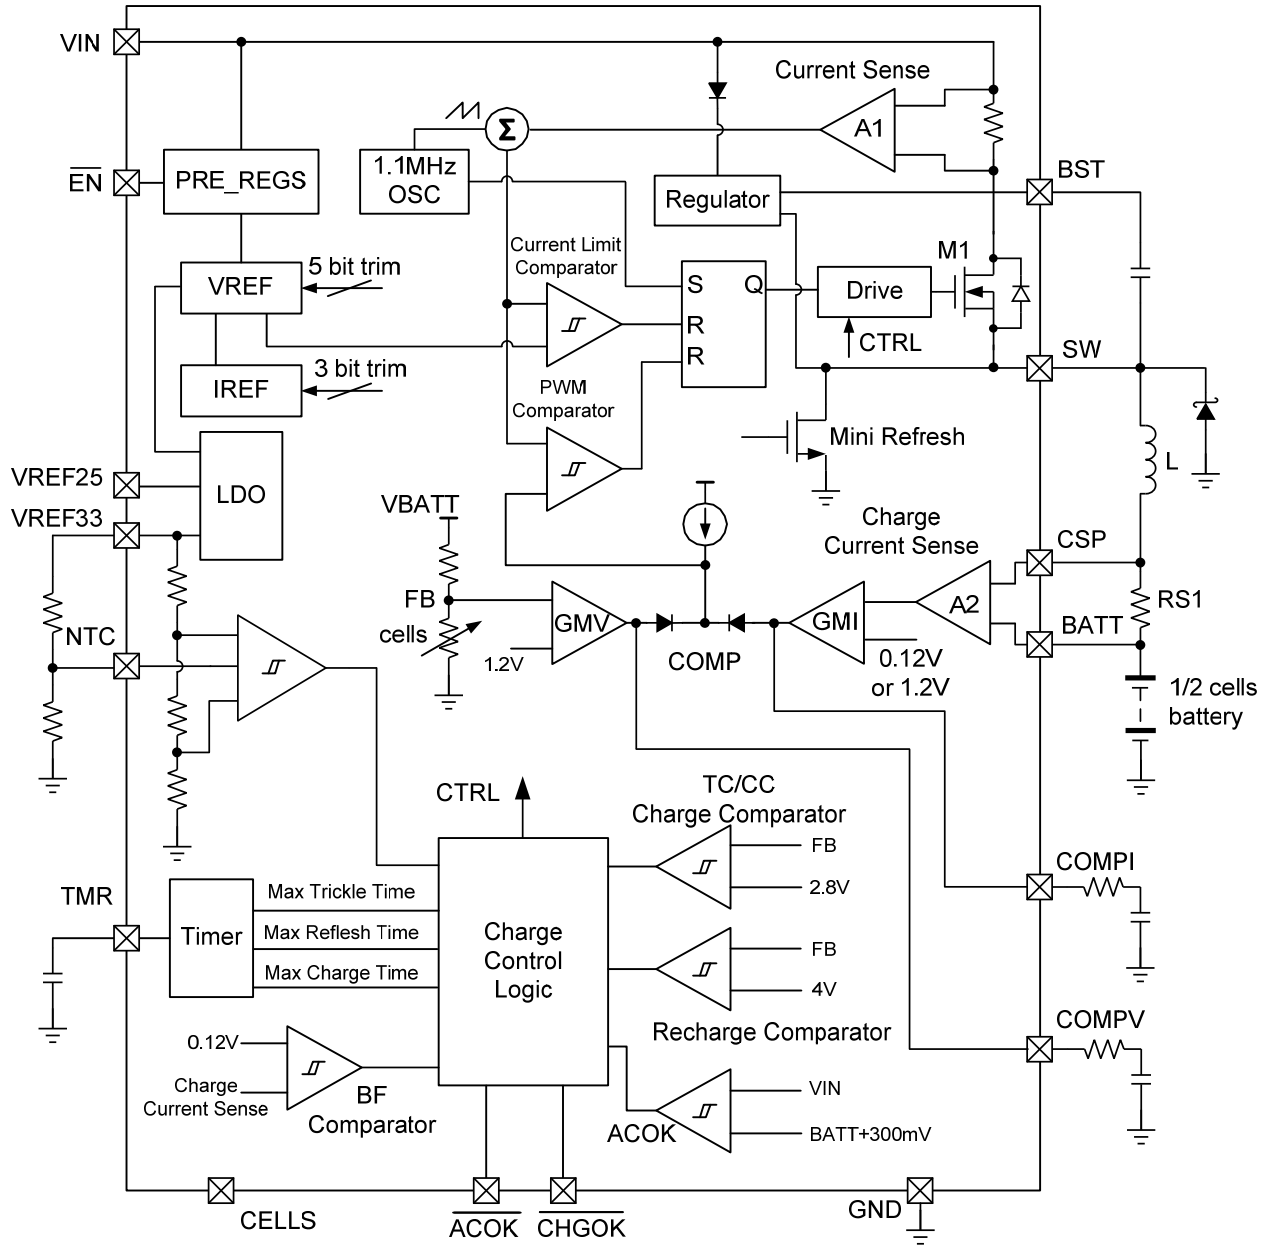 VIN
Current Sense
A1
Σ
1.1MHz
OSC
EN
PRE_REGS
BST
Regulator
Current Limit
Comparator
M1
5 bit trim
VREF
S
Q
Drive
R
CTRL
SW
R
3 bit trim
IREF
PWM
Comparator
Mini Refresh
L
VREF25
LDO
VREF33
VBATT
Charge
Current Sense
CSP
FB
A2
RS1
NTC
cells
GMV
GMI
BATT
1.2V
COMP
0.12V
or 1.2V
1/2 cells
battery
CTRL
TC/CC
Charge Comparator
FB
2.8V
COMPI
TMR
Max Trickle Time
Timer
Max Reflesh Time
Max Charge Time
Charge
Control
Logic
FB
4V
Recharge Comparator
COMPV
0.12V
Charge
Current Sense
BF
Comparator
VIN
ACOK
BATT+300mV
CELLS
ACOK
CHGOK
GND